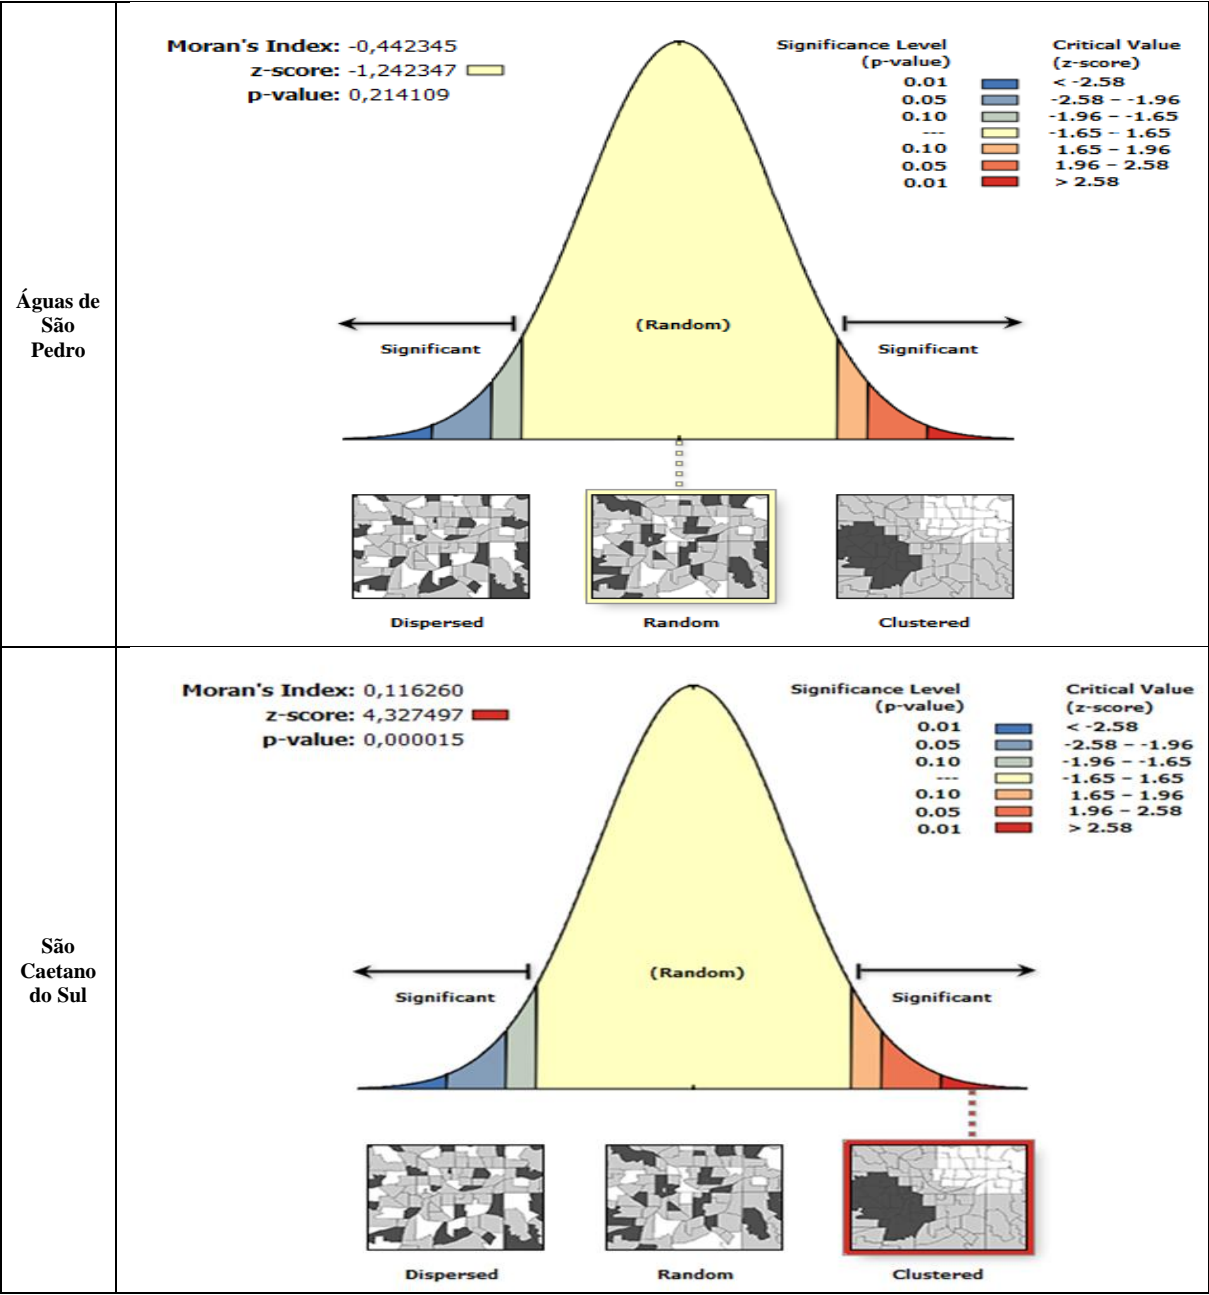 Águas de
São
Pedro
Moran's Index: -0,442345
z-score: -1,242347
p-value: 0,214109
Significance Level
(p-value)
Critical Value
(z-score)
0.01 < -2.58
0.05 -2.58 – -1.96
0.10 -1.96 – -1.65
--- -1.65 – 1.65
0.10 1.65 – 1.96
0.05 1.96 – 2.58
0.01 > 2.58
(Random)
Significant
Significant
Dispersed
Random
Clustered
São
Caetano
do Sul
Moran's Index: 0,116260
z-score: 4,327497
p-value: 0,000015
Significance Level
(p-value)
Critical Value
(z-score)
0.01 < -2.58
0.05 -2.58 – -1.96
0.10 -1.96 – -1.65
--- -1.65 – 1.65
0.10 1.65 – 1.96
0.05 1.96 – 2.58
0.01 > 2.58
(Random)
Significant
Significant
Dispersed
Random
Clustered